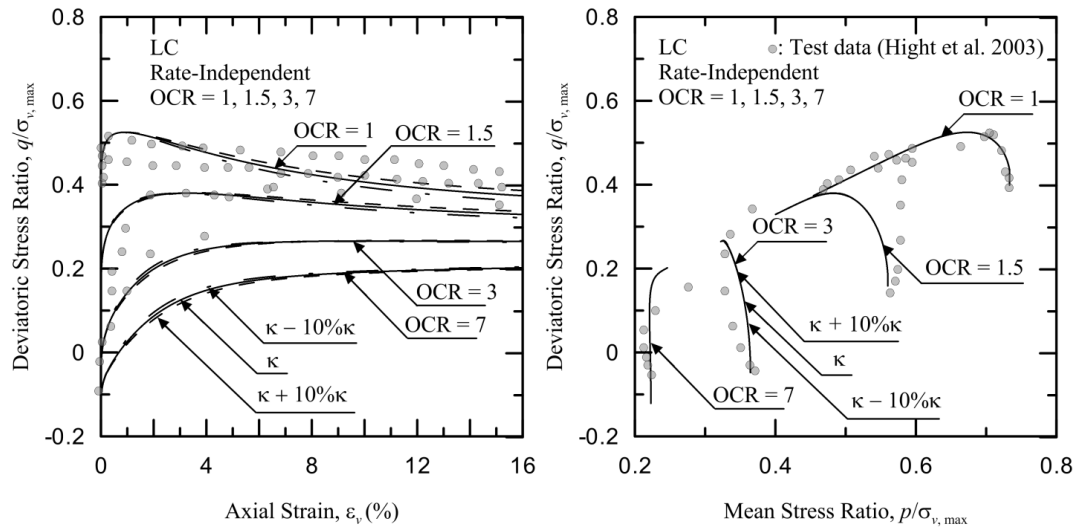 0.8
0.6
0.4
0.2
0
-0.2
Deviatoric Stress Ratio, q/σv, max
LC
Rate-Independent
OCR = 1, 1.5, 3, 7
OCR = 1
OCR = 1.5
OCR = 3
OCR = 7
κ − 10%κ
κ
κ + 10%κ
0 4 8 12 16
Axial Strain, εv (%)
0.8
0.6
0.4
0.2
0
-0.2
Deviatoric Stress Ratio, q/σv, max
LC
: Test data (Hight et al. 2003)
Rate-Independent
OCR = 1, 1.5, 3, 7
OCR = 1
OCR = 3
OCR = 1.5
κ + 10%κ
κ
OCR = 7
κ − 10%κ
0.2 0.4 0.6 0.8
Mean Stress Ratio, p/σv, max